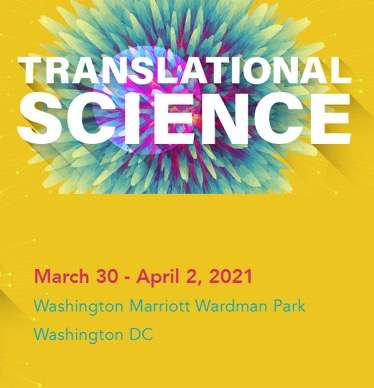 TRANSLATIONAL
SCIENCE
March 30 - April 2, 2021
Washington Marriott Wardman Park
Washington DC